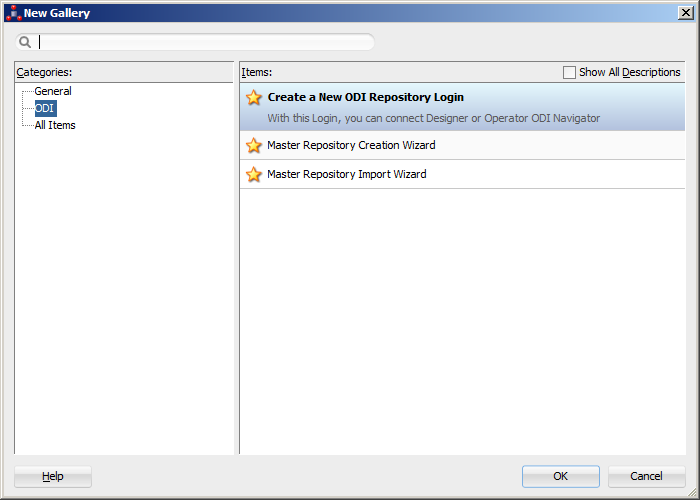 New Gallery
Categories:
General
ODI
All Items
Items:
Show All Descriptions
Create a New ODI Repository Login
With this Login, you can connect Designer or Operator ODI Navigator
Master Repository Creation Wizard
Master Repository Import Wizard
Help
OK
Cancel